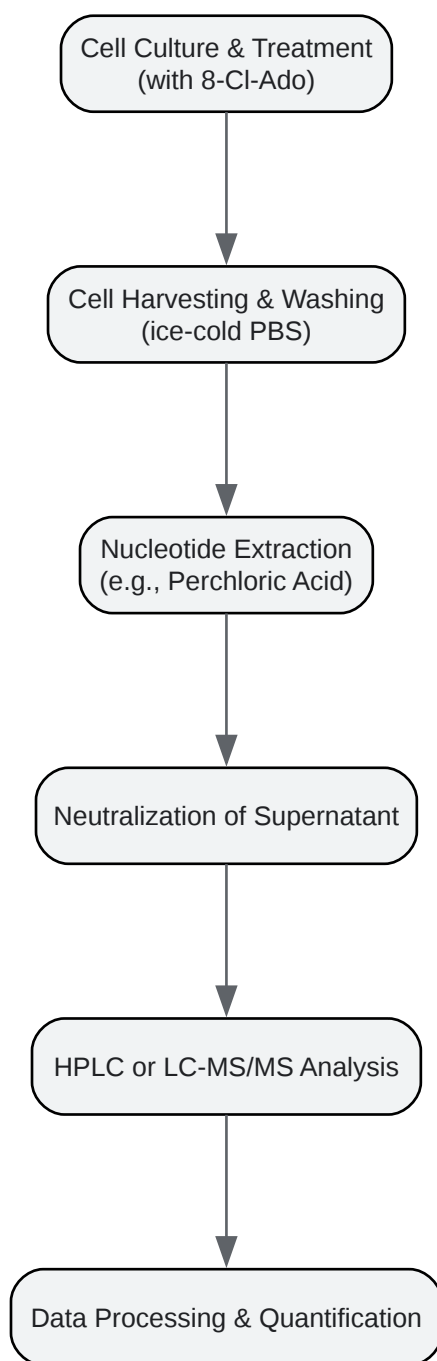 Cell Culture & Treatment
(with 8-Cl-Ado)
Cell Harvesting & Washing
(ice-cold PBS)
Nucleotide Extraction
(e.g., Perchloric Acid)
Neutralization of Supernatant
HPLC or LC-MS/MS Analysis
Data Processing & Quantification